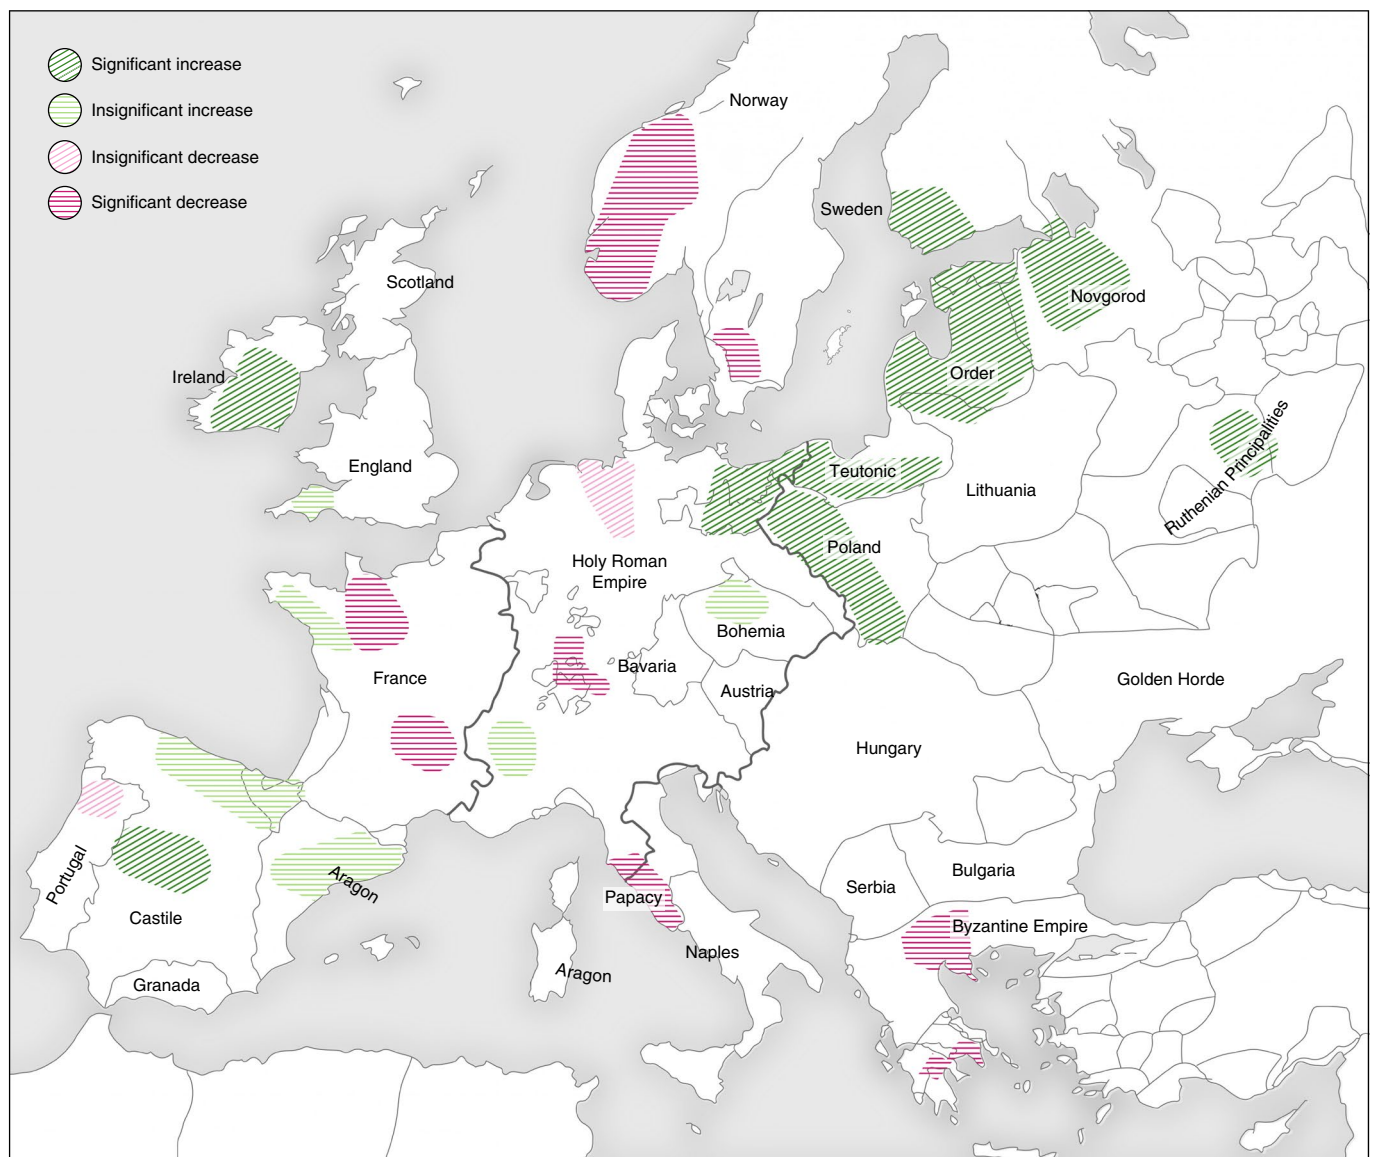 Significant increase
Insignificant increase
Insignificant decrease
Significant decrease
Norway
Sweden
Scotland
Novgorod
Ireland
Order
England
Teutonic
Lithuania
Ruthenian Principalities
Poland
Holy Roman
Empire
Bohemia
Bavaria
France
Austria
Golden Horde
Hungary
Portugal
Aragon
Castile
Papacy
Serbia
Bulgaria
Byzantine Empire
Naples
Aragon
Granada